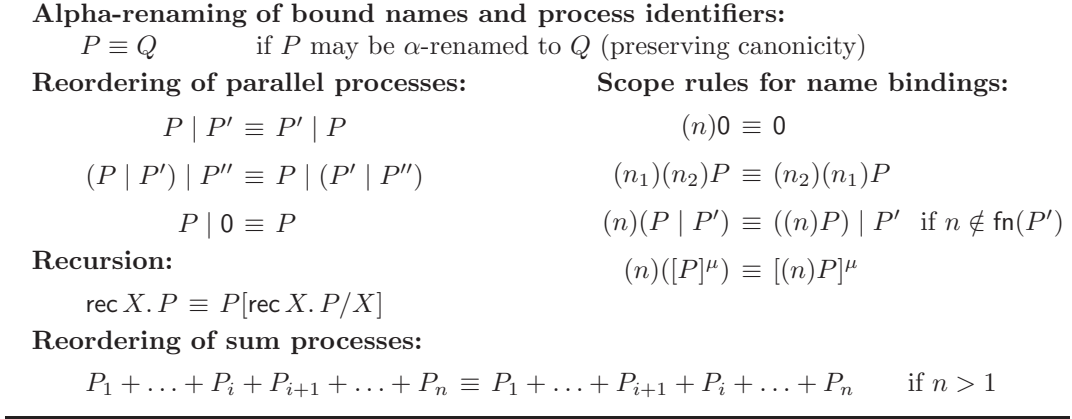 Alpha-renaming of bound names and process identifiers:
P ≡ Q if P may be α-renamed to Q (preserving canonicity)
Reordering of parallel processes:
P | P′ ≡ P′ | P
(P | P′) | P″ ≡ P | (P′ | P″)
P | 0 ≡ P
Recursion:
rec X. P ≡ P[rec X. P/X]
Scope rules for name bindings:
(n)0 ≡ 0
(n₁)(n₂)P ≡ (n₂)(n₁)P
(n)(P | P′) ≡ ((n)P) | P′ if n ∉ fn(P′)
(n)([P]^μ) ≡ [(n)P]^μ
Reordering of sum processes:
P₁ + … + Pᵢ + Pᵢ₊₁ + … + Pₙ ≡ P₁ + … + Pᵢ₊₁ + Pᵢ + … + Pₙ if n > 1